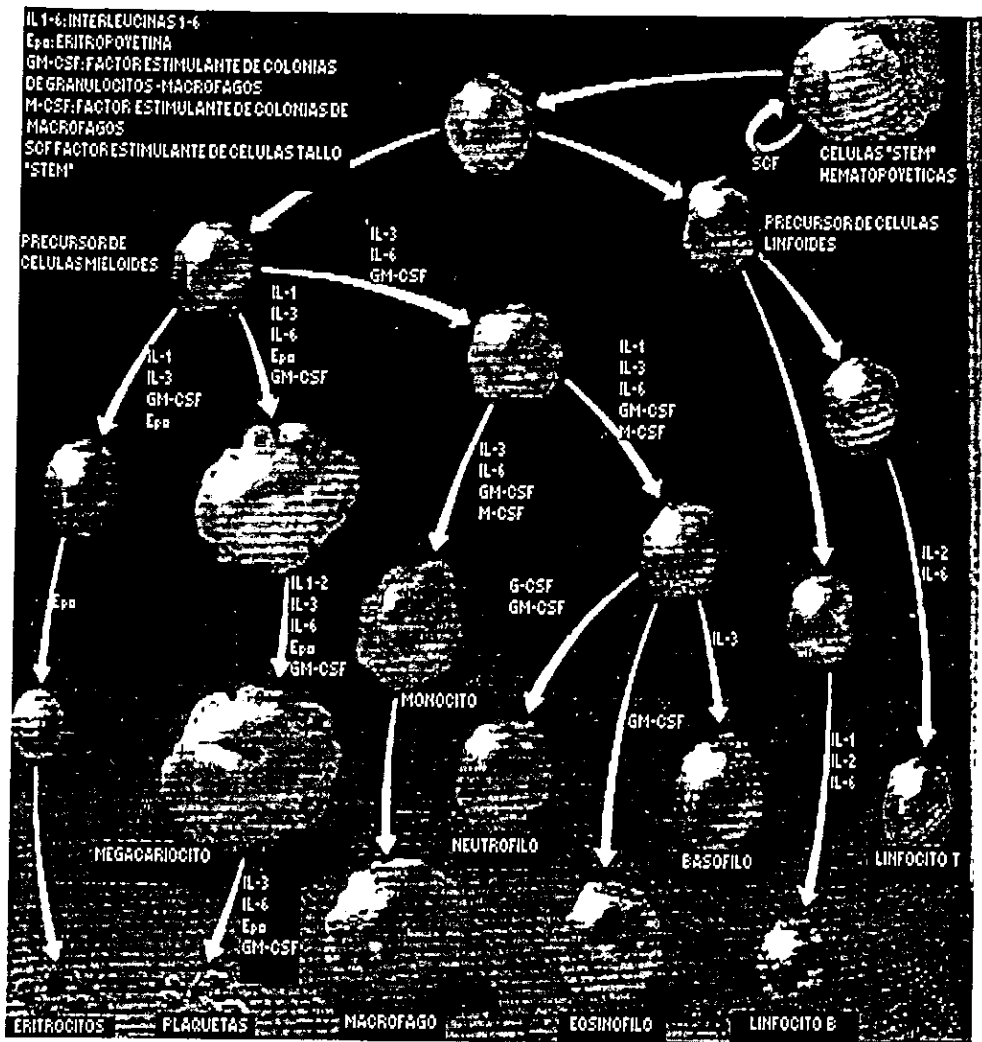 IL 1-6: INTERLEUCINAS 1-6
Epo: ERITROPOYETINA
GM-CSF: FACTOR ESTIMULANTE DE COLONIAS
DE GRANULOCITOS - MACROFAGOS
M-CSF: FACTOR ESTIMULANTE DE COLONIAS DE
MACROFAGOS
SCF FACTOR ESTIMULANTE DE CELULAS TALLO
"STEM"
SCF
CELULAS "STEM"
HEMATOPOYETICAS
PRECURSOR DE
CELULAS MIELOIDES
PRECURSOR DE CELULAS
LINFOIDES
IL-3
IL-6
GM-CSF
IL-1
IL-3
IL-6
Epo
GM-CSF
IL-1
IL-3
GM-CSF
Epo
IL-1
IL-3
IL-6
GM-CSF
M-CSF
IL-3
IL-6
GM-CSF
M-CSF
IL-2
IL-6
Epo
IL 1-2
IL-3
IL-6
Epo
GM-CSF
G-CSF
GM-CSF
IL-3
MONOCITO
GM-CSF
IL-1
IL-2
IL-6
MEGACARIOCITO
NEUTROFILO
BASOFILO
LINFOCITO T
IL-3
IL-6
Epo
GM-CSF
ERITROCITOS
PLAQUETAS
MACROFAGO
EOSINOFILO
LINFOCITO B